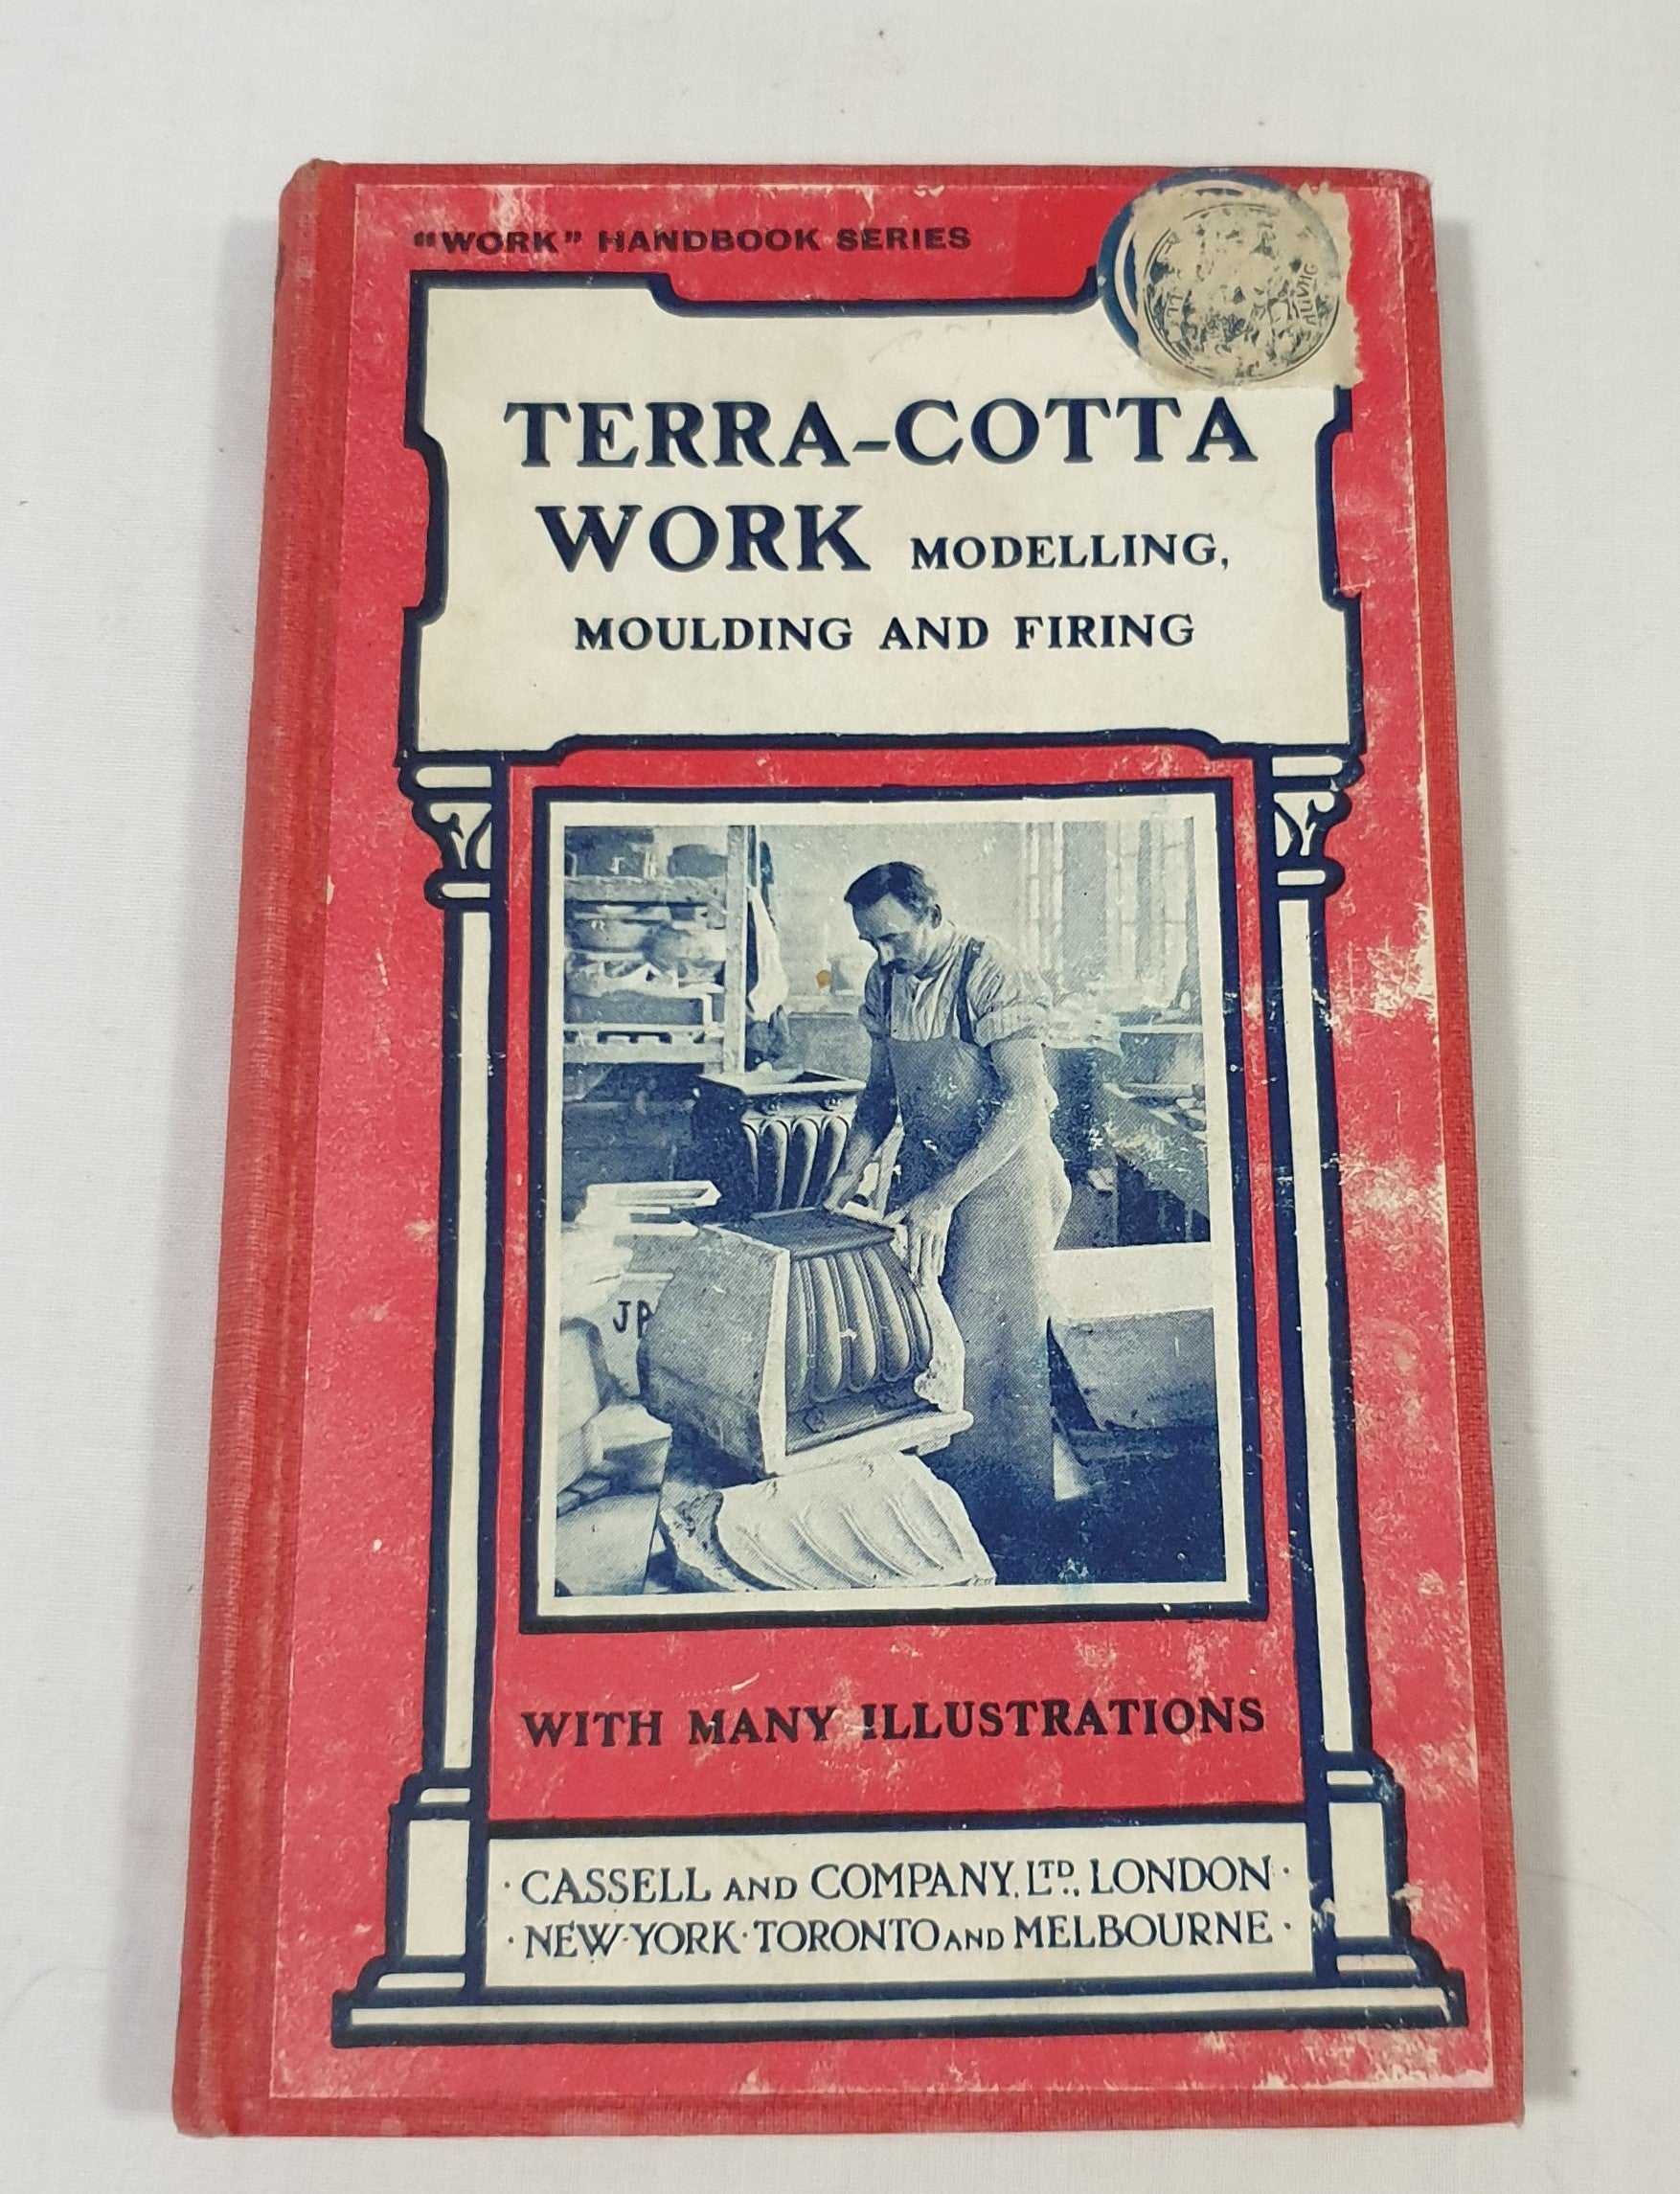 "WORK" HANDBOOK SERIES
TERRA-COTTA
WORK MODELLING,
MOULDING AND FIRING
JP
WITH MANY ILLUSTRATIONS
· CASSELL AND COMPANY, LTD., LONDON ·
· NEW·YORK·TORONTO AND MELBOURNE ·